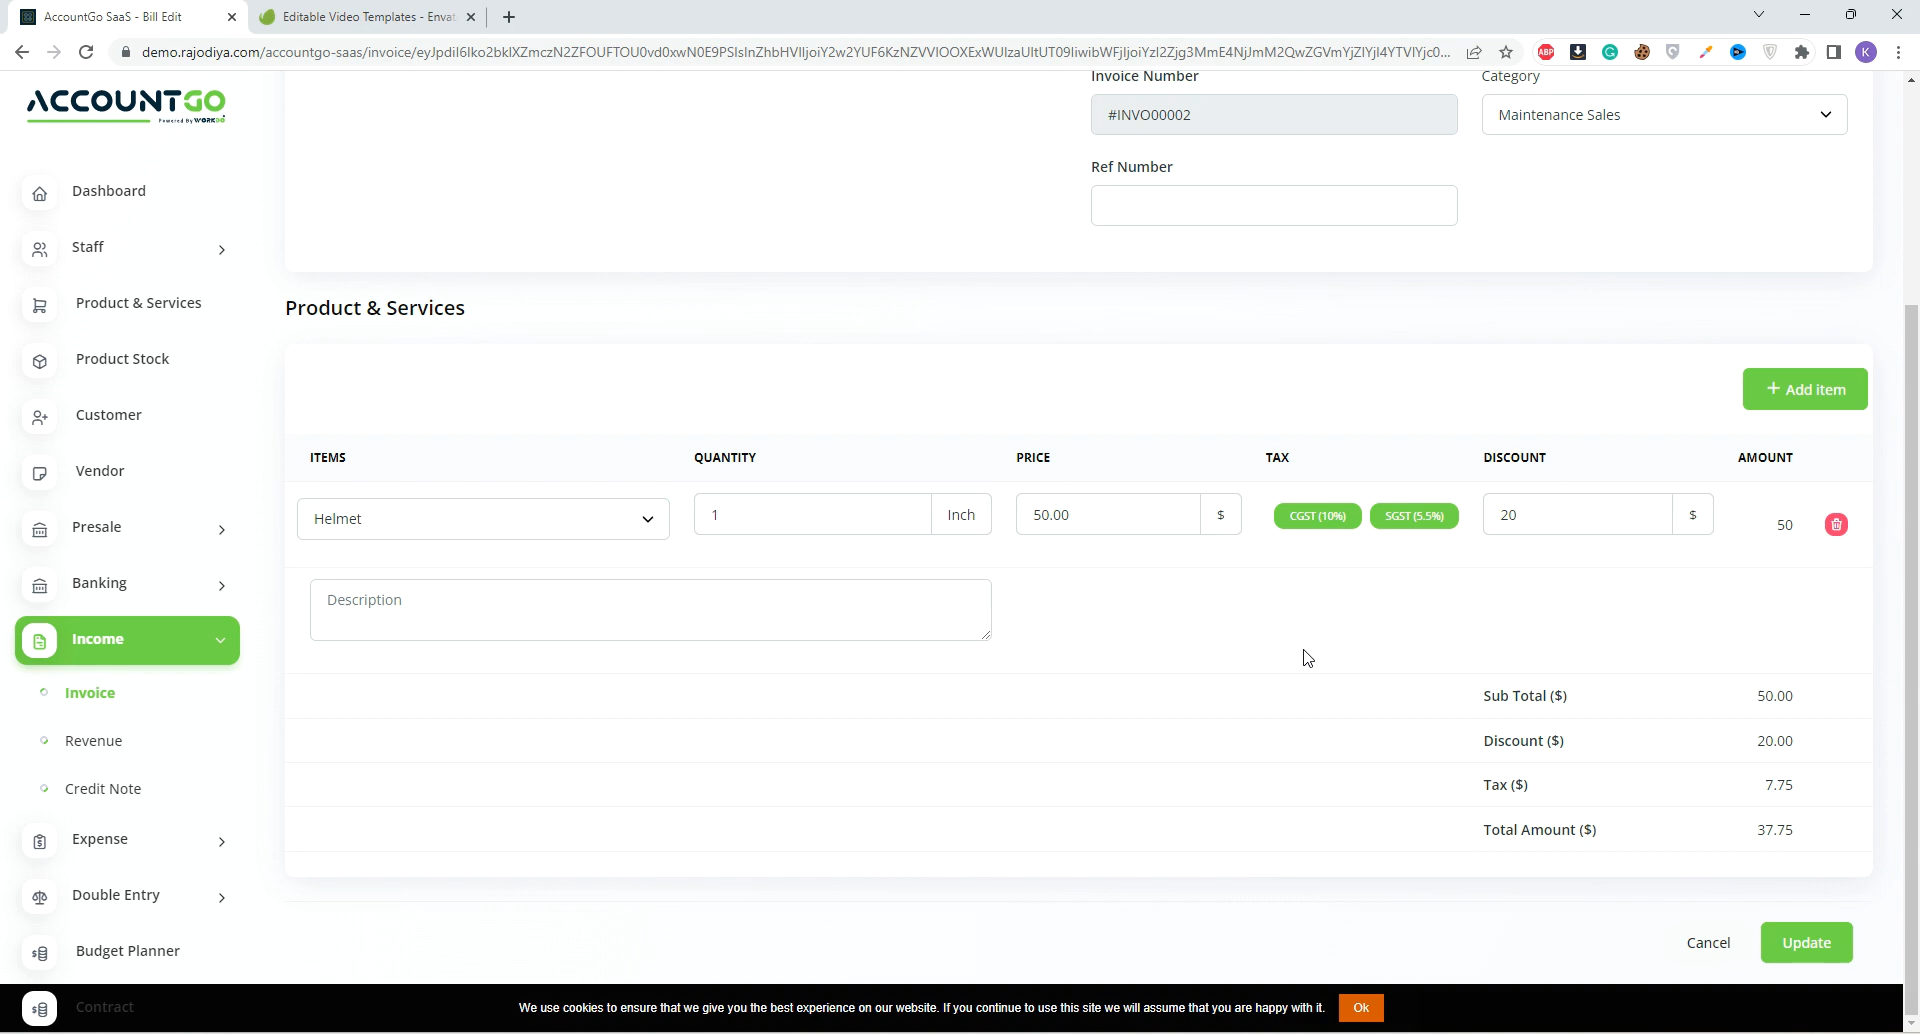 AccountGo SaaS - Bill Edit
Editable Video Templates - Envat
demo.rajodiya.com/accountgo-saas/invoice/
K
ACCOUNTGO
Powered By WORKDO
Invoice Number
Category
#INVO00002
Maintenance Sales
Ref Number
Dashboard
Staff
Product & Services
Product Stock
Customer
Vendor
Presale
Banking
Income
Invoice
Revenue
Credit Note
Expense
Double Entry
Budget Planner
Contract
Product & Services
+ Add item
ITEMS QUANTITY PRICE TAX DISCOUNT AMOUNT
Helmet 1 Inch 50.00 $ CGST (10%) SGST (5.5%) 20 $ 50
Description
Sub Total ($) 50.00
Discount ($) 20.00
Tax ($) 7.75
Total Amount ($) 37.75
Cancel Update
We use cookies to ensure that we give you the best experience on our website. If you continue to use this site we will assume that you are happy with it. Ok